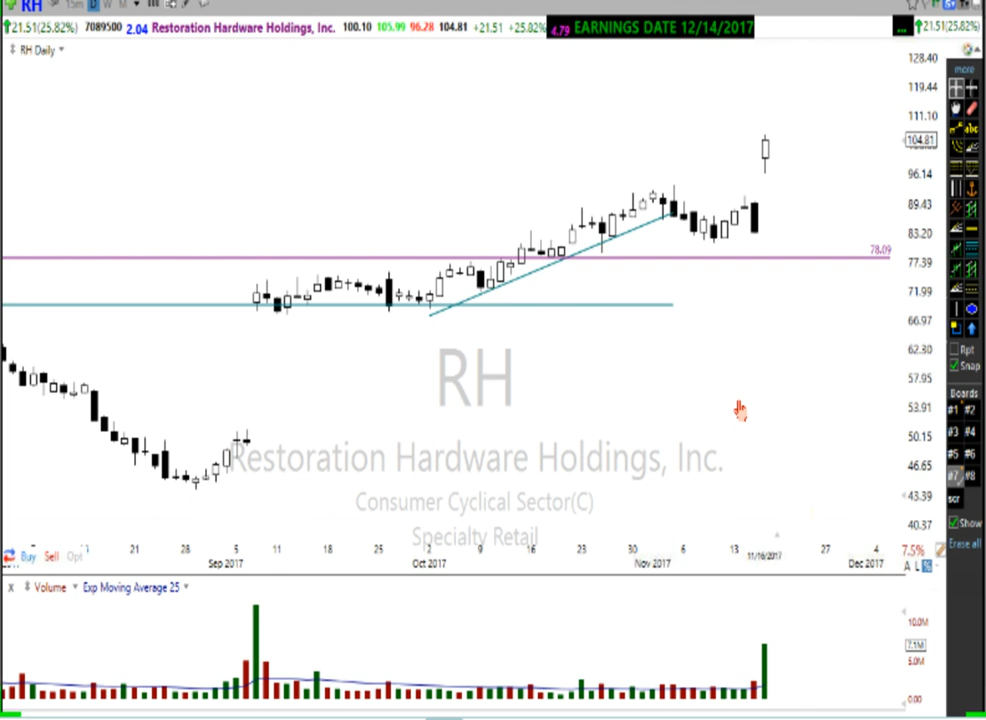 RH 15m D W M
21.51(25.82%) 7089500 2.04 Restoration Hardware Holdings, Inc. 100.10 105.99 96.28 104.81 +21.51 +25.82% 4.79 EARNINGS DATE 12/14/2017 ... 21.51(25.82%)
RH Daily
128.40
more
119.44
abc
111.10
104.81
96.14
89.43
83.20
78.09
77.39
71.99
66.97
62.30
Rpt
Snap
57.95
RH
Boards
53.91
#1 #2
50.15
#3 #4
Restoration Hardware Holdings, Inc.
46.65
#5 #6
#7 #8
Consumer Cyclical Sector(C)
43.39
scr
40.37
Show
Specialty Retail
Erase all
Buy Sell Opt
21 28 5 11 18 25 2 9 16 23 30 6 13 11/16/2017 27 4 7.5%
Sep 2017 Oct 2017 Nov 2017 Dec 2017 A L %
X Volume Exp Moving Average 25
10.0M
7.1M
5.0M
0.00